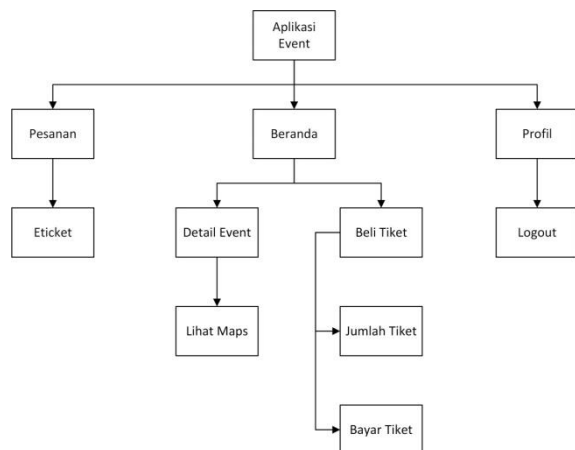 Aplikasi
Event
Pesanan
Beranda
Profil
Eticket
Detail Event
Beli Tiket
Logout
Lihat Maps
Jumlah Tiket
Bayar Tiket